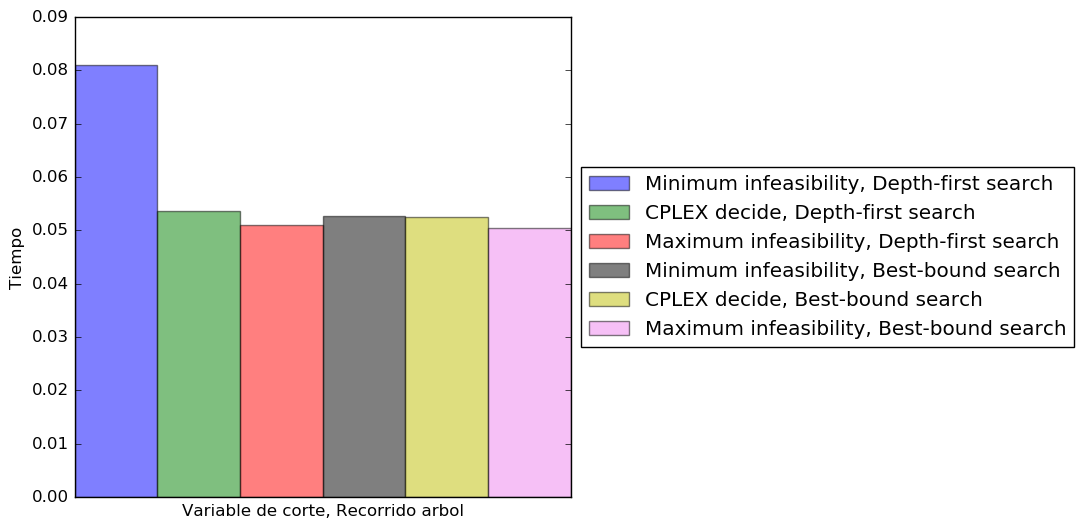 0.09
0.08
0.07
0.06
0.05
0.04
0.03
0.02
0.01
0.00
Tiempo
Variable de corte, Recorrido arbol
Minimum infeasibility, Depth-first search
CPLEX decide, Depth-first search
Maximum infeasibility, Depth-first search
Minimum infeasibility, Best-bound search
CPLEX decide, Best-bound search
Maximum infeasibility, Best-bound search